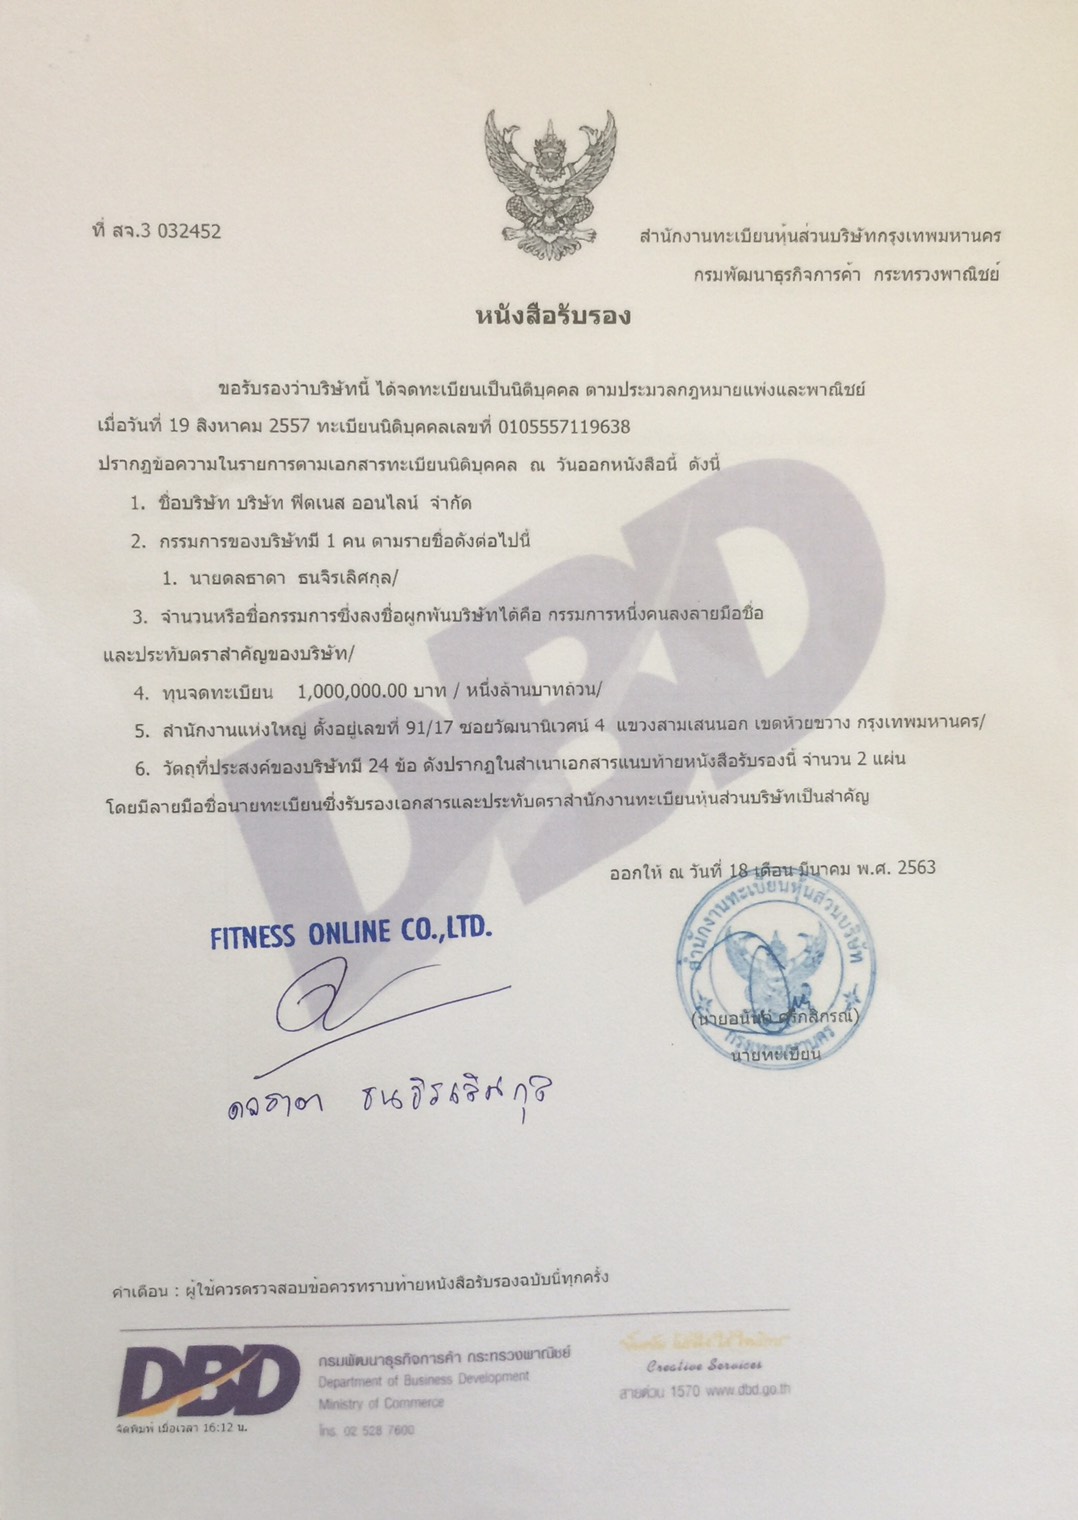 ที่ สจ.3 032452
สำนักงานทะเบียนหุ้นส่วนบริษัทกรุงเทพมหานคร
กรมพัฒนาธุรกิจการค้า กระทรวงพาณิชย์
หนังสือรับรอง
ขอรับรองว่าบริษัทนี้ ได้จดทะเบียนเป็นนิติบุคคล ตามประมวลกฎหมายแพ่งและพาณิชย์
เมื่อวันที่ 19 สิงหาคม 2557 ทะเบียนนิติบุคคลเลขที่ 0105557119638
ปรากฏข้อความในรายการตามเอกสารทะเบียนนิติบุคคล ณ วันออกหนังสือนี้ ดังนี้
1. ชื่อบริษัท บริษัท ฟิตเนส ออนไลน์ จำกัด
2. กรรมการของบริษัทมี 1 คน ตามรายชื่อดังต่อไปนี้
1. นายดลธาดา ธนจิรเลิศกุล/
3. จำนวนหรือชื่อกรรมการซึ่งลงชื่อผูกพันบริษัทได้คือ กรรมการหนึ่งคนลงลายมือชื่อ
และประทับตราสำคัญของบริษัท/
4. ทุนจดทะเบียน 1,000,000.00 บาท / หนึ่งล้านบาทถ้วน/
5. สำนักงานแห่งใหญ่ ตั้งอยู่เลขที่ 91/17 ซอยวัฒนานิเวศน์ 4 แขวงสามเสนนอก เขตห้วยขวาง กรุงเทพมหานคร/
6. วัตถุที่ประสงค์ของบริษัทมี 24 ข้อ ดังปรากฏในสำเนาเอกสารแนบท้ายหนังสือรับรองนี้ จำนวน 2 แผ่น
โดยมีลายมือชื่อนายทะเบียนซึ่งรับรองเอกสารและประทับตราสำนักงานทะเบียนหุ้นส่วนบริษัทเป็นสำคัญ
DBD
ออกให้ ณ วันที่ 18 เดือน มีนาคม พ.ศ. 2563
FITNESS ONLINE CO.,LTD.
สำนักงานทะเบียนหุ้นส่วนบริษัท
กรุงเทพมหานคร
นายทะเบียน
ดลธาดา ธนจิรเลิศกุล
คำเตือน : ผู้ใช้ควรตรวจสอบข้อควรทราบท้ายหนังสือรับรองฉบับนี้ทุกครั้ง
DBD
จัดพิมพ์ เมื่อเวลา 16:12 น.
กรมพัฒนาธุรกิจการค้า กระทรวงพาณิชย์
Department of Business Development
Ministry of Commerce
โทร. 02 528 7600
Creative Services
สายด่วน 1570 www.dbd.go.th